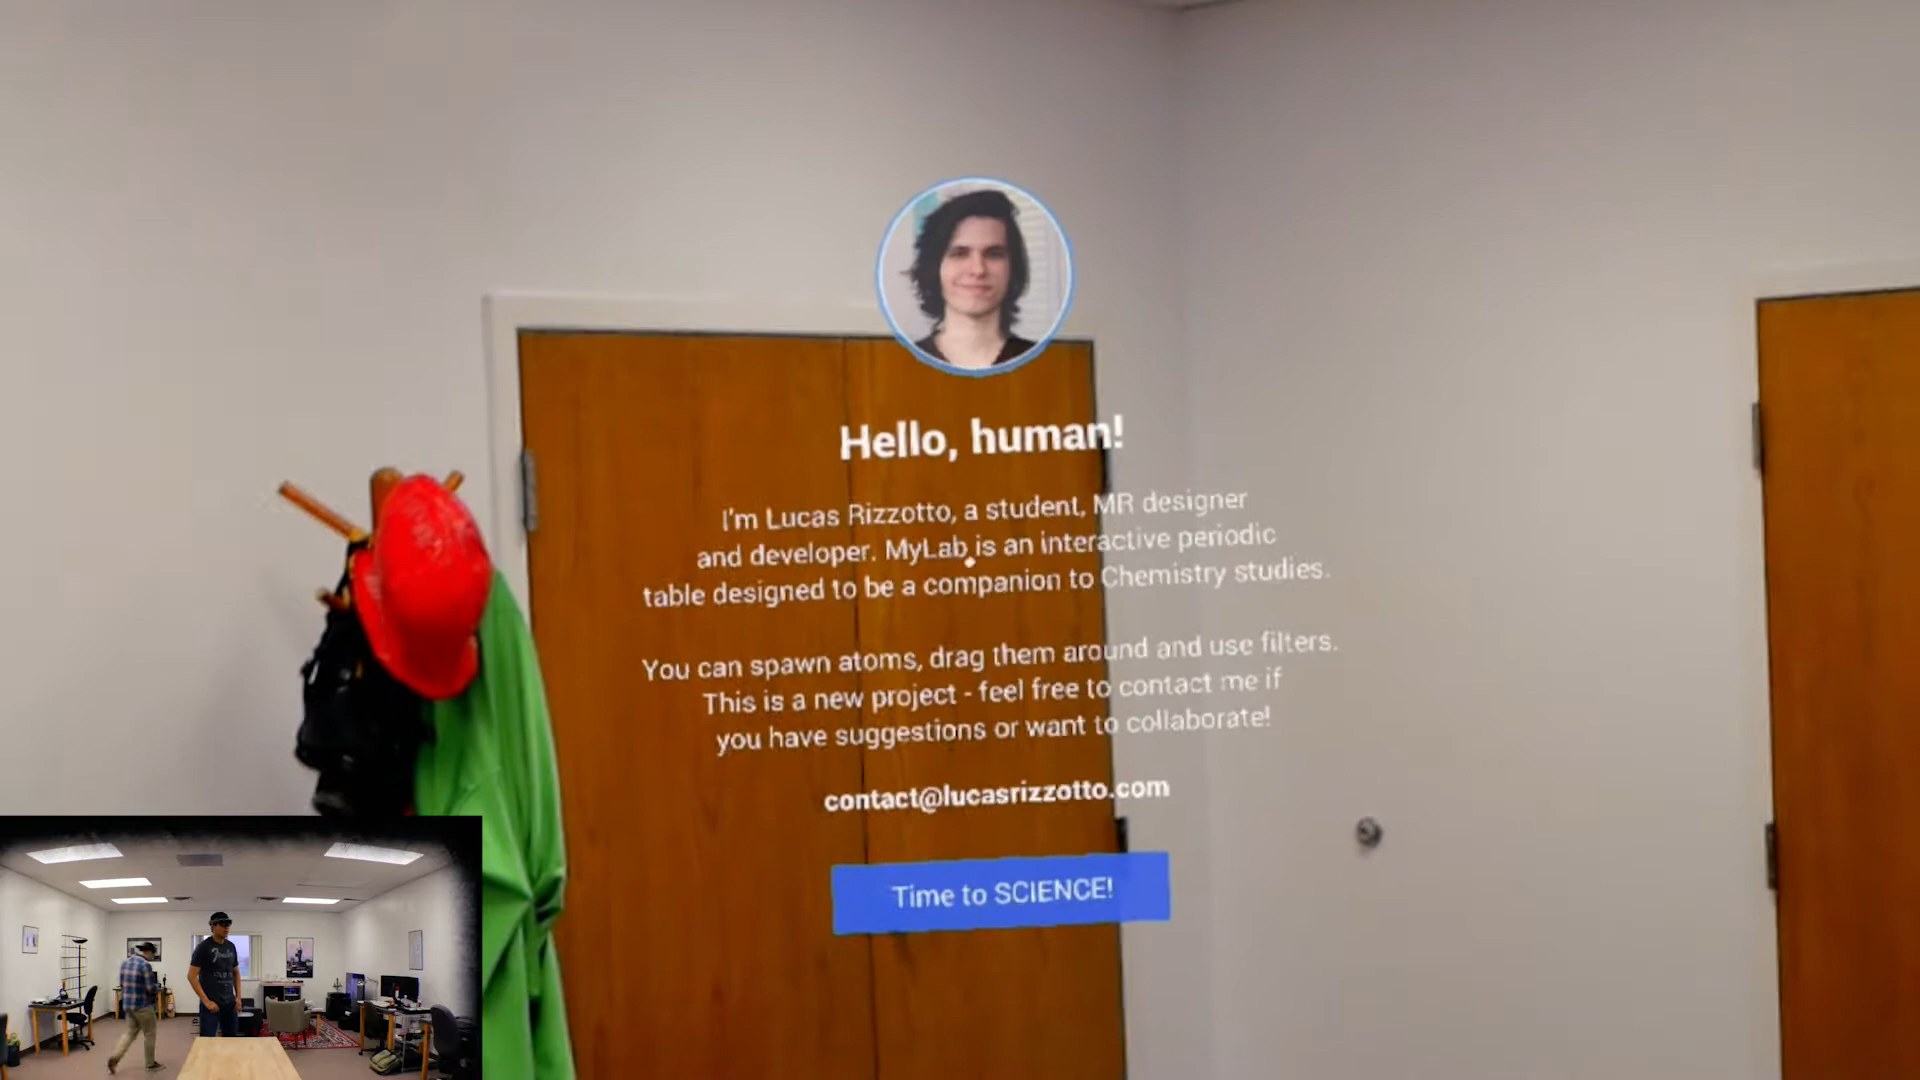 Hello, human!
I'm Lucas Rizzotto, a student, MR designer
and developer. MyLab is an interactive periodic
table designed to be a companion to Chemistry studies.
You can spawn atoms, drag them around and use filters.
This is a new project - feel free to contact me if
you have suggestions or want to collaborate!
contact@lucasrizzotto.com
Time to SCIENCE!